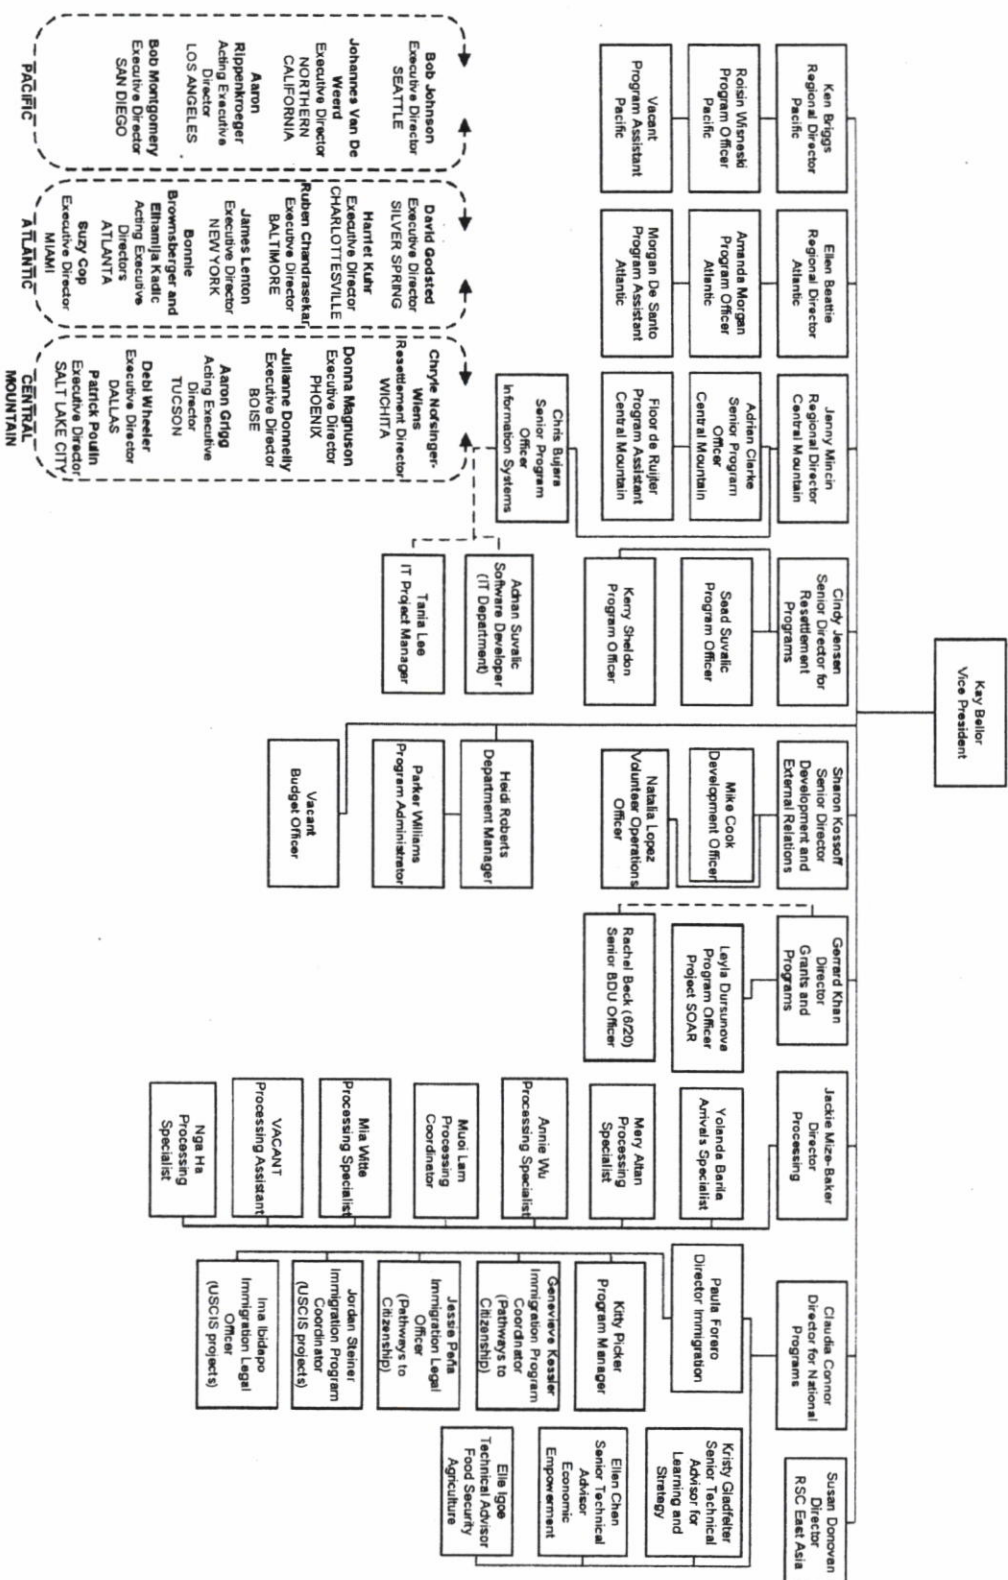 Kay Bellor
Vice President
Ken Briggs
Regional Director
Pacific
Roisin Wisneski
Program Officer
Pacific
Vacant
Program Assistant
Pacific
Ellen Beattie
Regional Director
Atlantic
Amanda Morgan
Program Officer
Atlantic
Morgan De Santo
Program Assistant
Atlantic
Jenny Mincin
Regional Director
Central Mountain
Adrian Clarke
Senior Program
Officer
Central Mountain
Floor de Ruijter
Program Assistant
Central Mountain
Chris Bujara
Senior Program
Officer
Information Systems
Cindy Jensen
Senior Director for
Resettlement
Programs
Sead Suvalic
Program Officer
Kerry Sheldon
Program Officer
Adnan Suvalic
Software Developer
(IT Department)
Tania Lee
IT Project Manager
Sharon Kossoff
Senior Director
Development and
External Relations
Mike Cook
Development Officer
Natalia Lopez
Volunteer Operations
Officer
Heidi Roberts
Department Manager
Parker Williams
Program Administrator
Vacant
Budget Officer
Gerrard Khan
Director
Grants and
Programs
Leyla Dursunova
Program Officer
Project SOAR
Rachel Beck (6/20)
Senior BDU Officer
Jackie Mize-Baker
Director
Processing
Yolanda Barila
Arrivals Specialist
Mery Altan
Processing
Specialist
Annie Wu
Processing Specialist
Muoi Lam
Processing
Coordinator
Mia Witte
Processing Specialist
VACANT
Processing Assistant
Nga Ha
Processing
Specialist
Claudia Connor
Director for National
Programs
Paula Forero
Director Immigration
Kitty Picker
Program Manager
Genevieve Kessler
Immigration Program
Coordinator
(Pathways to
Citizenship)
Jessie Peña
Immigration Legal
Officer
(Pathways to
Citizenship)
Jordan Steiner
Immigration Program
Coordinator
(USCIS projects)
Ima Ibidapo
Immigration Legal
Officer
(USCIS projects)
Kristy Gladfelter
Senior Technical
Advisor for
Learning and
Strategy
Ellen Chen
Senior Technical
Advisor
Economic
Empowerment
Elle Igoe
Technical Advisor
Food Security
Agriculture
Susan Donovan
Director
RSC East Asia
Bob Johnson
Executive Director
SEATTLE
Johannes Van De
Weerd
Executive Director
NORTHERN
CALIFORNIA
Aaron
Rippenkroeger
Acting Executive
Director
LOS ANGELES
Bob Montgomery
Executive Director
SAN DIEGO
PACIFIC
David Godsted
Executive Director
SILVER SPRING
Harriet Kuhr
Executive Director
CHARLOTTESVILLE
Ruben Chandrasekar
Executive Director
BALTIMORE
James Lenton
Executive Director
NEW YORK
Bonnie
Brownsberger and
Elhamija Kadic
Acting Executive
Directors
ATLANTA
Suzy Cop
Executive Director
MIAMI
ATLANTIC
Chryle Nofsinger-
Wiens
Resettlement Director
WICHITA
Donna Magnuson
Executive Director
PHOENIX
Julianne Donnelly
Executive Director
BOISE
Aaron Grigg
Acting Executive
Director
TUCSON
Debi Wheeler
Executive Director
DALLAS
Patrick Poulin
Executive Director
SALT LAKE CITY
CENTRAL
MOUNTAIN